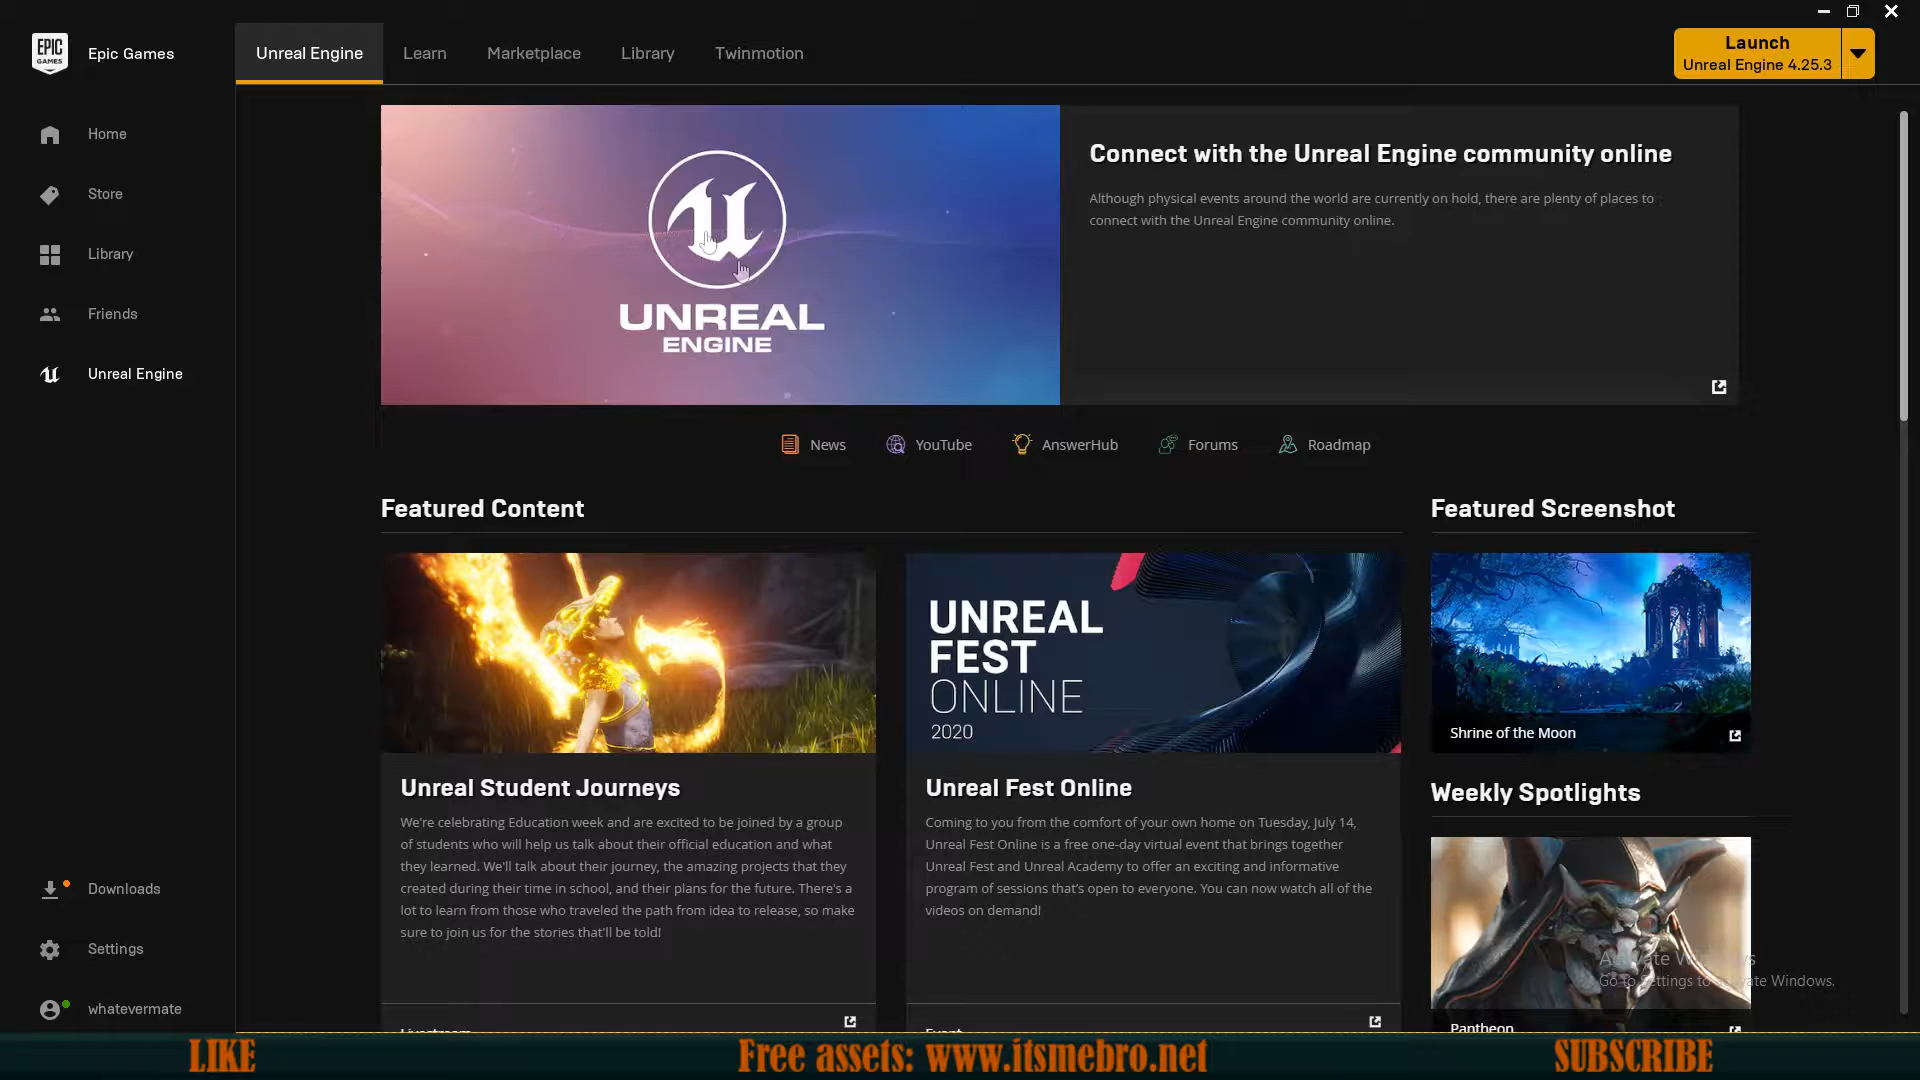 EPIC
GAMES
Epic Games
Unreal Engine
Learn
Marketplace
Library
Twinmotion
Launch
Unreal Engine 4.25.3
Home
Store
Library
Friends
Unreal Engine
UNREAL
ENGINE
Connect with the Unreal Engine community online
Although physical events around the world are currently on hold, there are plenty of places to
connect with the Unreal Engine community online.
News
YouTube
AnswerHub
Forums
Roadmap
Featured Content
Featured Screenshot
UNREAL
FEST
ONLINE
2020
Shrine of the Moon
Unreal Student Journeys
We're celebrating Education week and are excited to be joined by a group
of students who will help us talk about their official education and what
they learned. We'll talk about their journey, the amazing projects that they
created during their time in school, and their plans for the future. There's a
lot to learn from those who traveled the path from idea to release, so make
sure to join us for the stories that'll be told!
Unreal Fest Online
Coming to you from the comfort of your own home on Tuesday, July 14,
Unreal Fest Online is a free one-day virtual event that brings together
Unreal Fest and Unreal Academy to offer an exciting and informative
program of sessions that's open to everyone. You can now watch all of the
videos on demand!
Weekly Spotlights
Activate Windows
Go to Settings to activate Windows.
Pantheon
Livestream
Event
Downloads
Settings
whatevermate
LIKE
Free assets: www.itsmebro.net
SUBSCRIBE